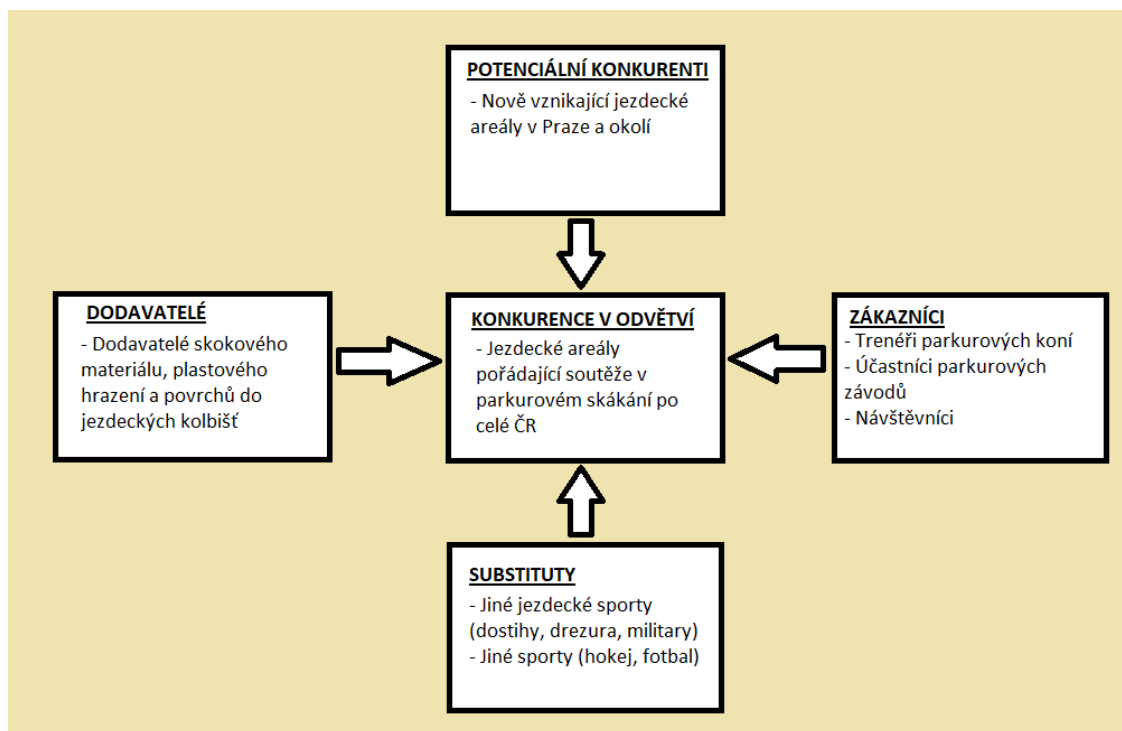 POTENCIÁLNÍ KONKURENTI
- Nově vznikající jezdecké
areály v Praze a okolí
DODAVATELÉ
- Dodavatelé skokového
materiálu, plastového
hrazení a povrchů do
jezdeckých kolbišť
KONKURENCE V ODVĚTVÍ
- Jezdecké areály
pořádající soutěže v
parkurovém skákání po
celé ČR
ZÁKAZNÍCI
- Trenéři parkurových koní
- Účastníci parkurových
závodů
- Návštěvníci
SUBSTITUTY
- Jiné jezdecké sporty
(dostihy, drezura, military)
- Jiné sporty (hokej, fotbal)